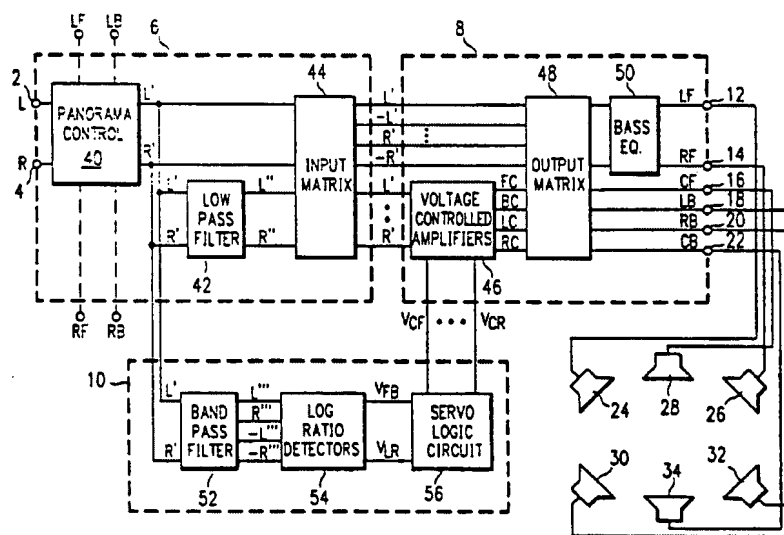 LF LB
6
8
2
L
PANORAMA CONTROL 40
L'
R
4
R'
44
INPUT MATRIX
L'
-L'
R'
-R'
48
OUTPUT MATRIX
50
BASS EQ.
LF 12
RF 14
CF 16
LB 18
RB 20
CB 22
L' L''
LOW PASS FILTER
R' R''
42
L'
R'
VOLTAGE CONTROLLED AMPLIFIERS
46
FC
BC
LC
RC
RF RB
VCF VCR
10
L'
R'
BAND PASS FILTER
52
L'''
R'''
-L'''
-R'''
LOG RATIO DETECTORS
54
VFB
VLR
SERVO LOGIC CIRCUIT
56
24
28
26
30
34
32